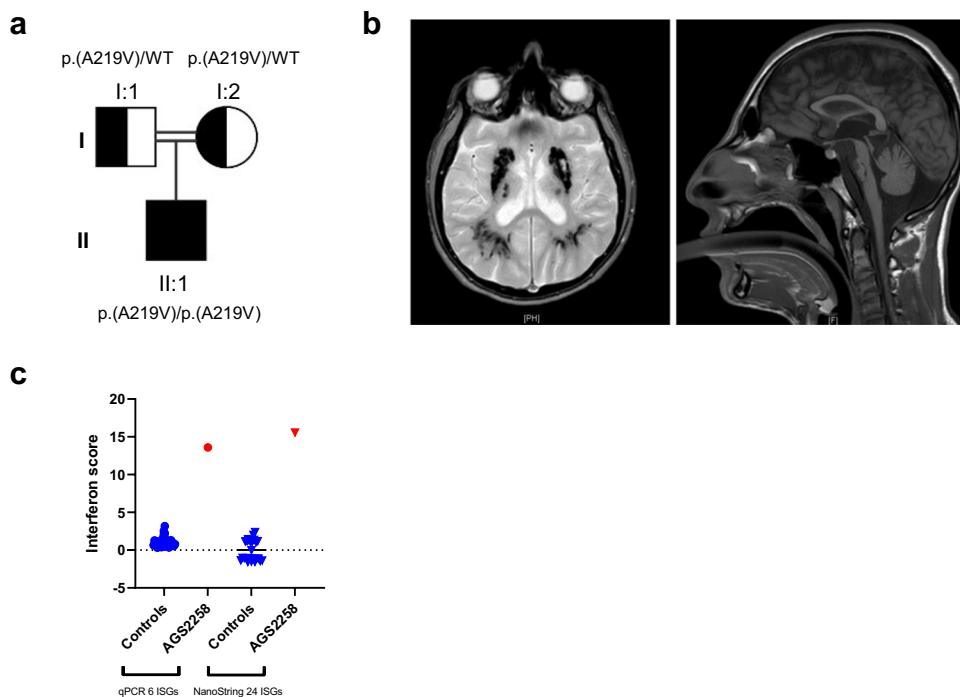 a
p.(A219V)/WT p.(A219V)/WT
I:1 I:2
I
II
II:1
p.(A219V)/p.(A219V)
b
[PH]
[F]
c
Interferon score
20
15
10
5
0
-5
Controls
AGS2258
Controls
AGS2258
qPCR 6 ISGs NanoString 24 ISGs